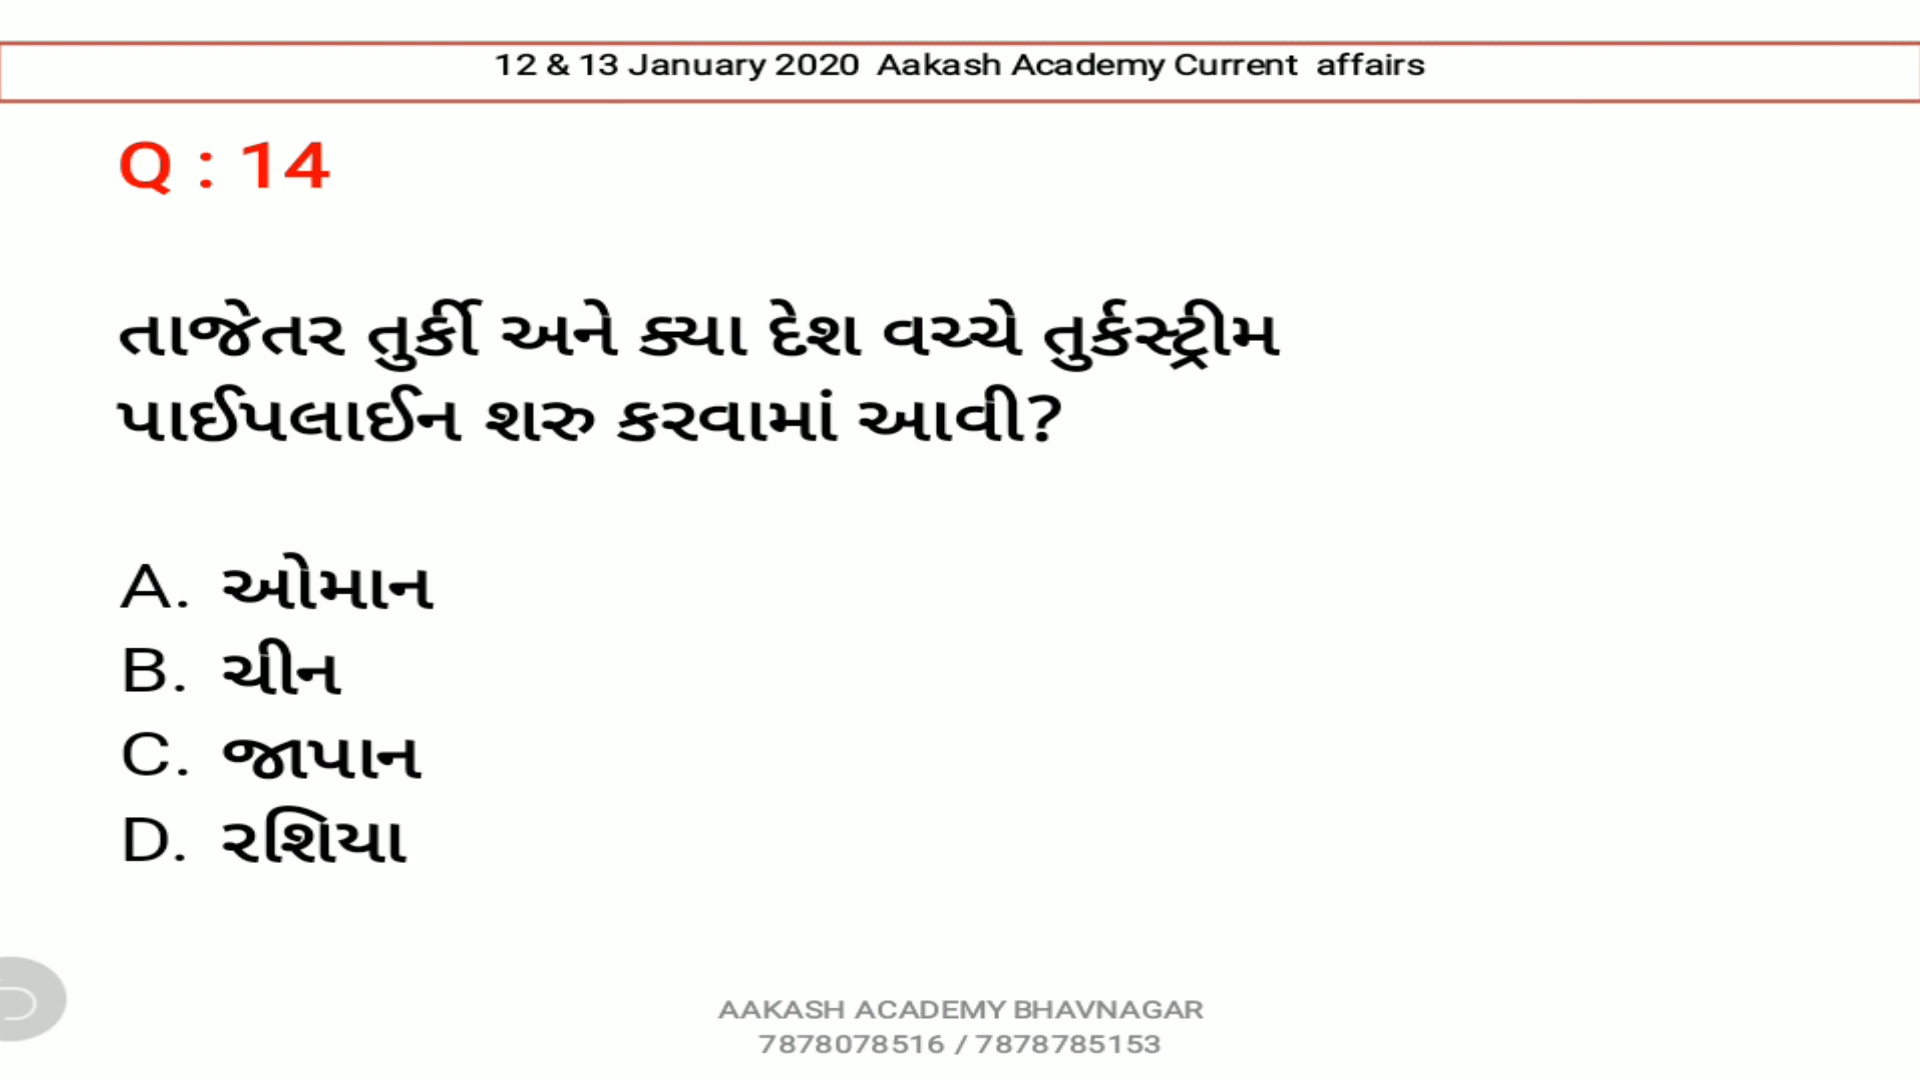 12 & 13 January 2020 Aakash Academy Current affairs
Q : 14
તાજેતર તુર્કી અને ક્યા દેશ વચ્ચે તુર્કસ્ટ્રીમ
પાઈપલાઈન શરુ કરવામાં આવી?
A. ઓમાન
B. ચીન
C. જાપાન
D. રશિયા
AAKASH ACADEMY BHAVNAGAR
7878078516 / 7878785153